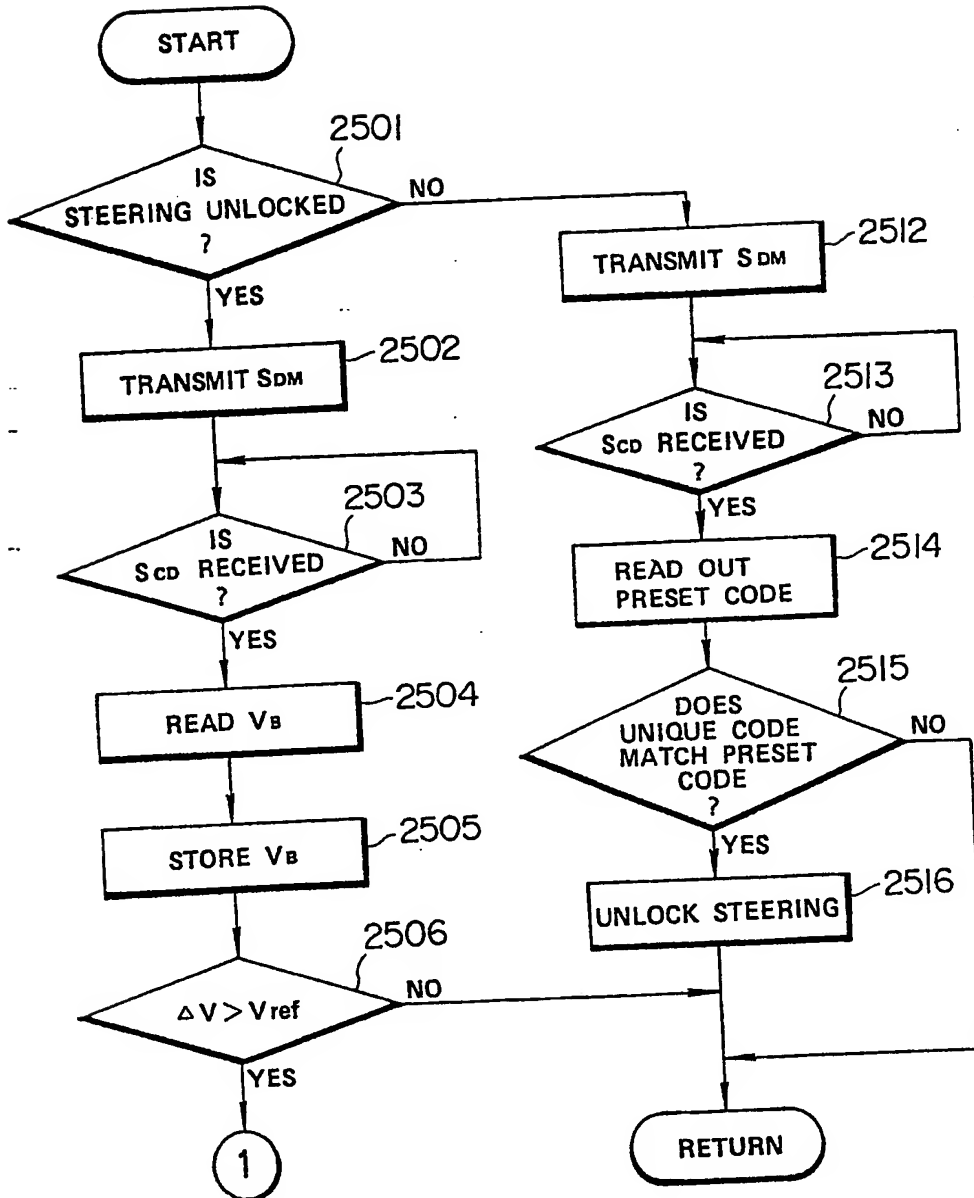 START
2501
IS
STEERING UNLOCKED
?
NO
YES
2502
TRANSMIT SDM
2503
IS
SCD RECEIVED
?
NO
YES
2504
READ VB
2505
STORE VB
2506
ΔV > Vref
NO
YES
1
2512
TRANSMIT SDM
2513
IS
SCD RECEIVED
?
NO
YES
2514
READ OUT
PRESET CODE
2515
DOES
UNIQUE CODE
MATCH PRESET
CODE
?
NO
YES
2516
UNLOCK STEERING
RETURN